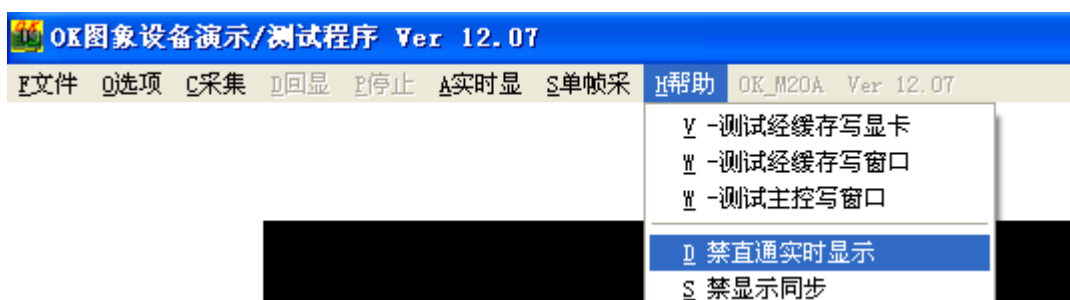 OK图象设备演示/测试程序 Ver 12.07
F文件 O选项 C采集 D回显 P停止 A实时显 S单帧采 H帮助 OK_M20A Ver 12.07
V -测试经缓存写显卡
W -测试经缓存写窗口
W -测试主控写窗口
D 禁直通实时显示
S 禁显示同步